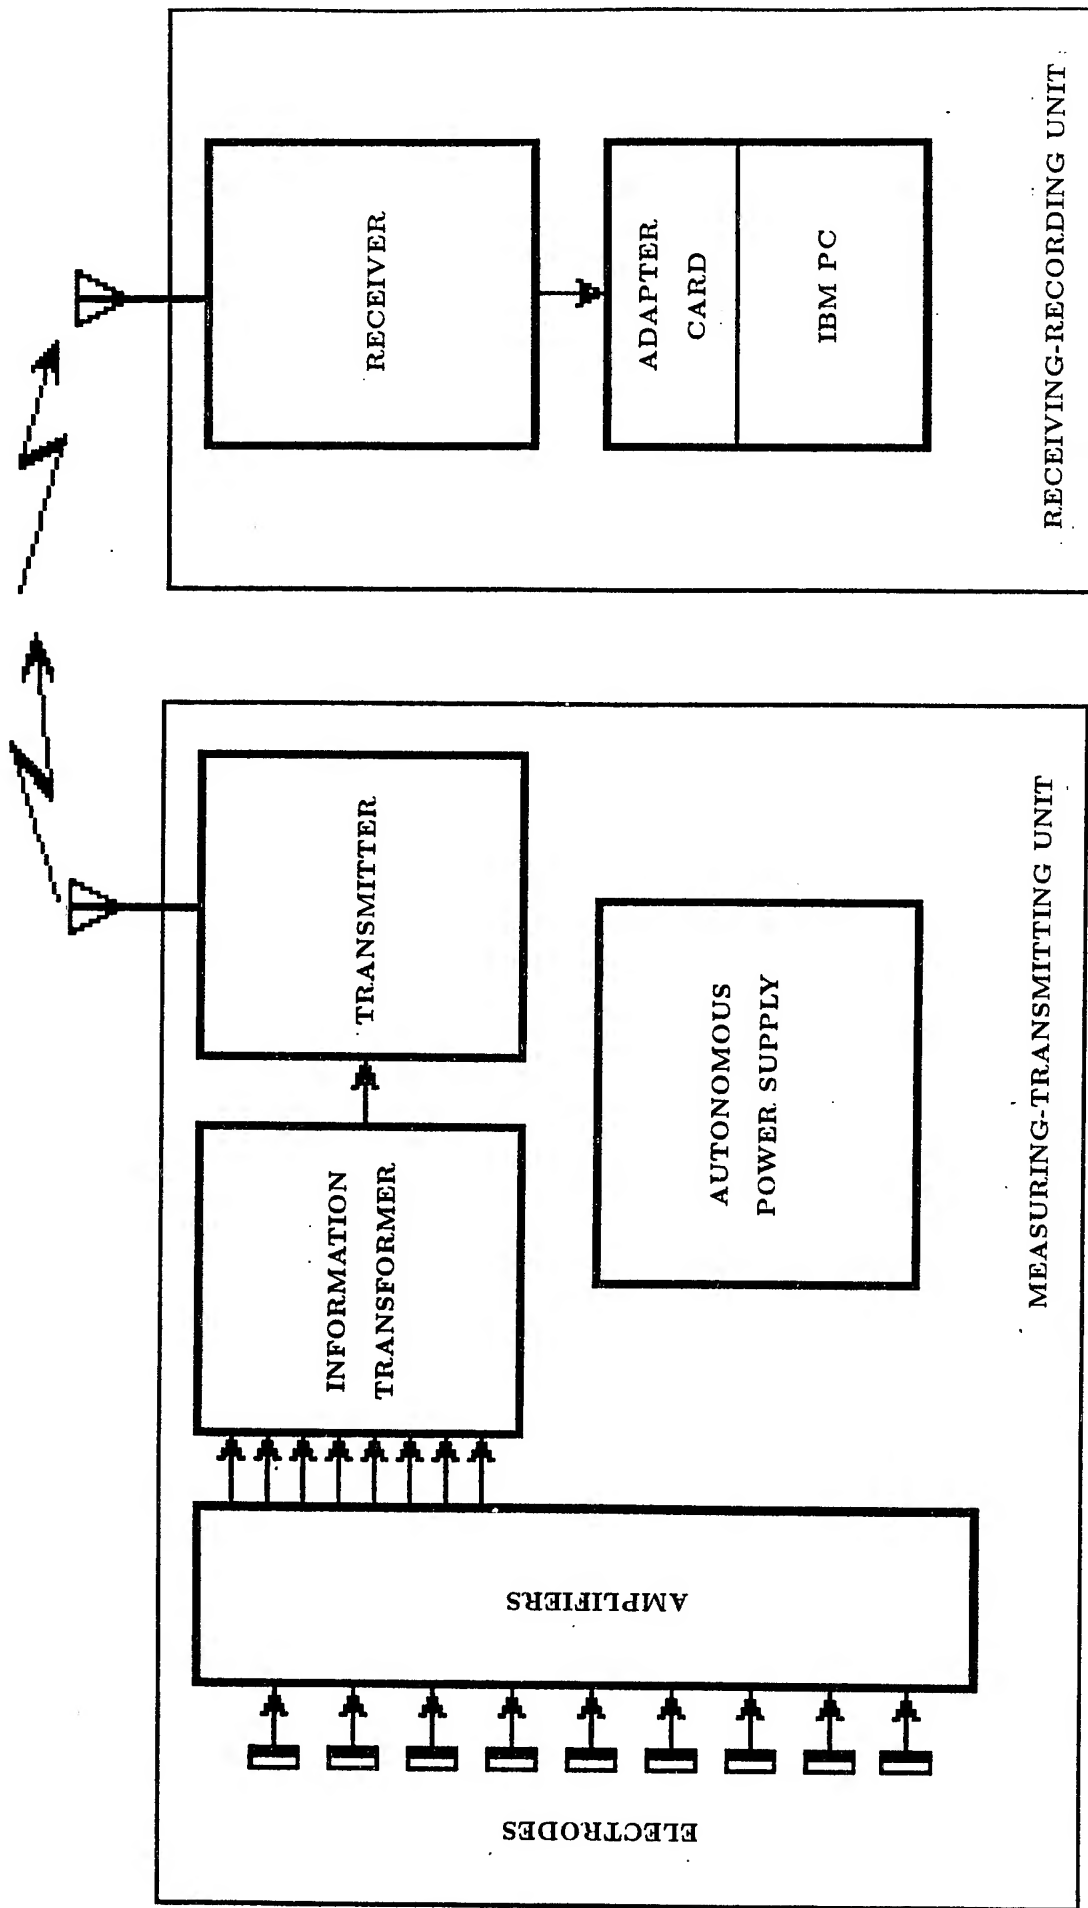 ELECTRODES
AMPLIFIERS
INFORMATION
TRANSFORMER
TRANSMITTER
AUTONOMOUS
POWER SUPPLY
MEASURING-TRANSMITTING UNIT
RECEIVER
ADAPTER
CARD
IBM PC
RECEIVING-RECORDING UNIT